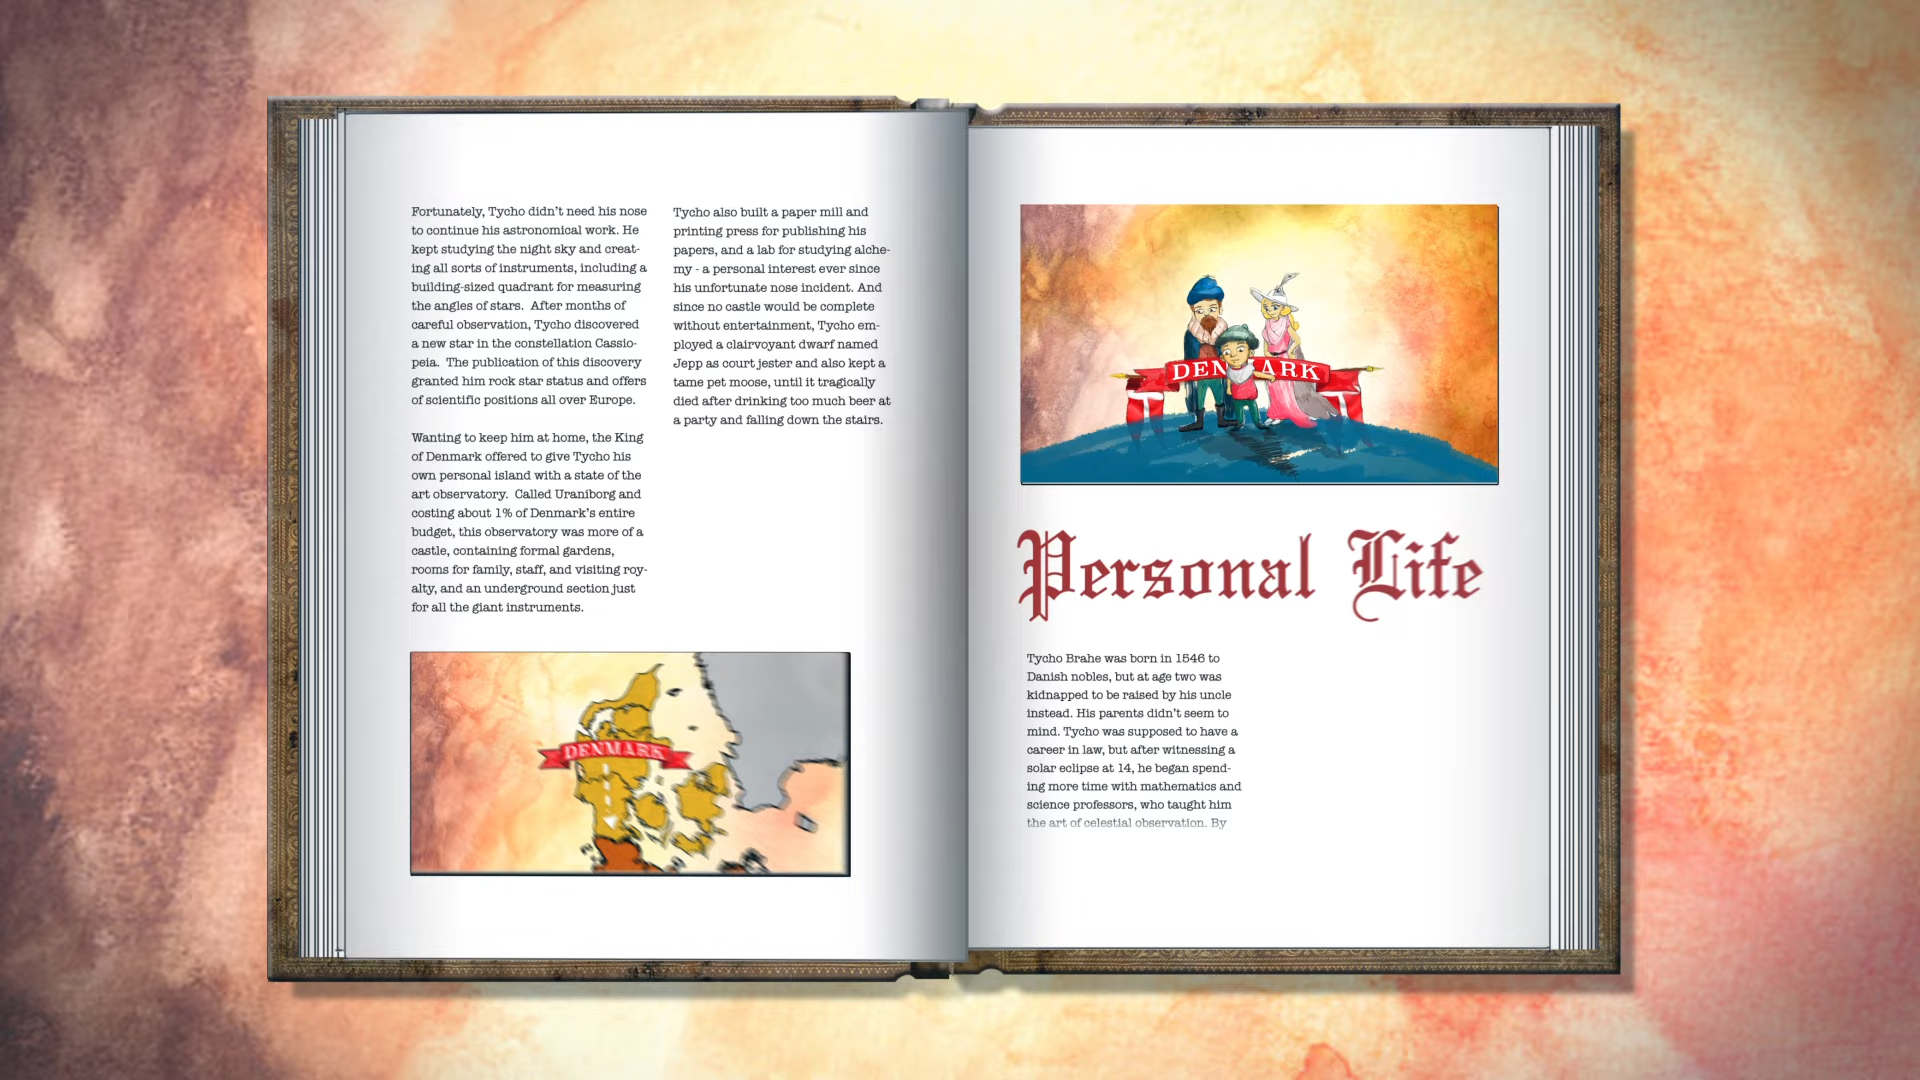 Fortunately, Tycho didn't need his nose
to continue his astronomical work. He
kept studying the night sky and creat-
ing all sorts of instruments, including a
building-sized quadrant for measuring
the angles of stars.  After months of
careful observation, Tycho discovered
a new star in the constellation Cassio-
peia.  The publication of this discovery
granted him rock star status and offers
of scientific positions all over Europe.
Wanting to keep him at home, the King
of Denmark offered to give Tycho his
own personal island with a state of the
art observatory.  Called Uraniborg and
costing about 1% of Denmark's entire
budget, this observatory was more of a
castle, containing formal gardens,
rooms for family, staff, and visiting roy-
alty, and an underground section just
for all the giant instruments.
DENMARK
Tycho also built a paper mill and
printing press for publishing his
papers, and a lab for studying alche-
my - a personal interest ever since
his unfortunate nose incident. And
since no castle would be complete
without entertainment, Tycho em-
ployed a clairvoyant dwarf named
Jepp as court jester and also kept a
tame pet moose, until it tragically
died after drinking too much beer at
a party and falling down the stairs.
DEN ARK
Personal Life
Tycho Brahe was born in 1546 to
Danish nobles, but at age two was
kidnapped to be raised by his uncle
instead. His parents didn't seem to
mind. Tycho was supposed to have a
career in law, but after witnessing a
solar eclipse at 14, he began spend-
ing more time with mathematics and
science professors, who taught him
the art of celestial observation. By